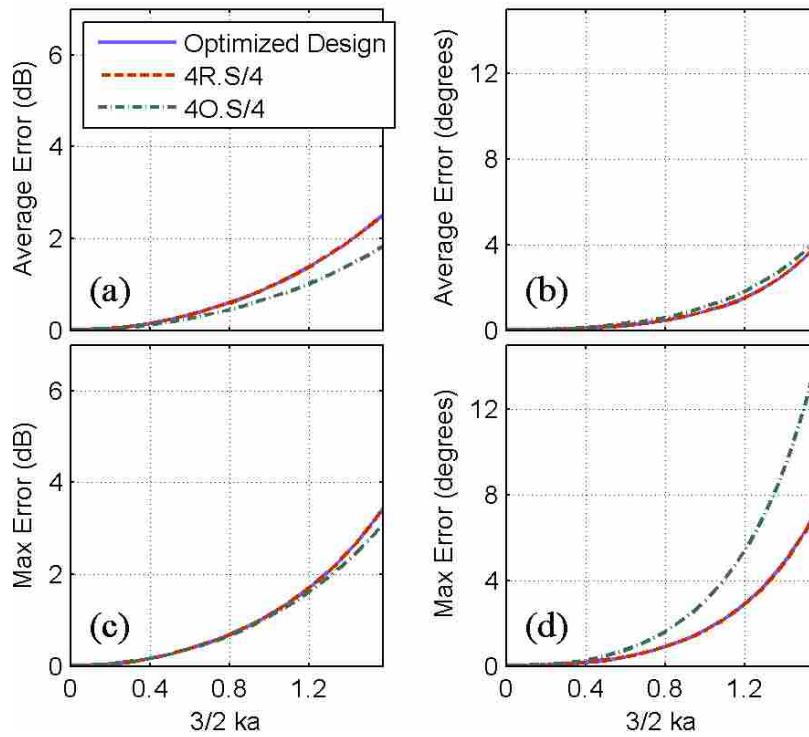 Optimized Design
4R.S/4
4O.S/4
Average Error (dB)
6
4
2
0
(a)
Average Error (degrees)
12
8
4
0
(b)
Max Error (dB)
6
4
2
0
(c)
0 0.4 0.8 1.2
3/2 ka
Max Error (degrees)
12
8
4
0
(d)
0 0.4 0.8 1.2
3/2 ka